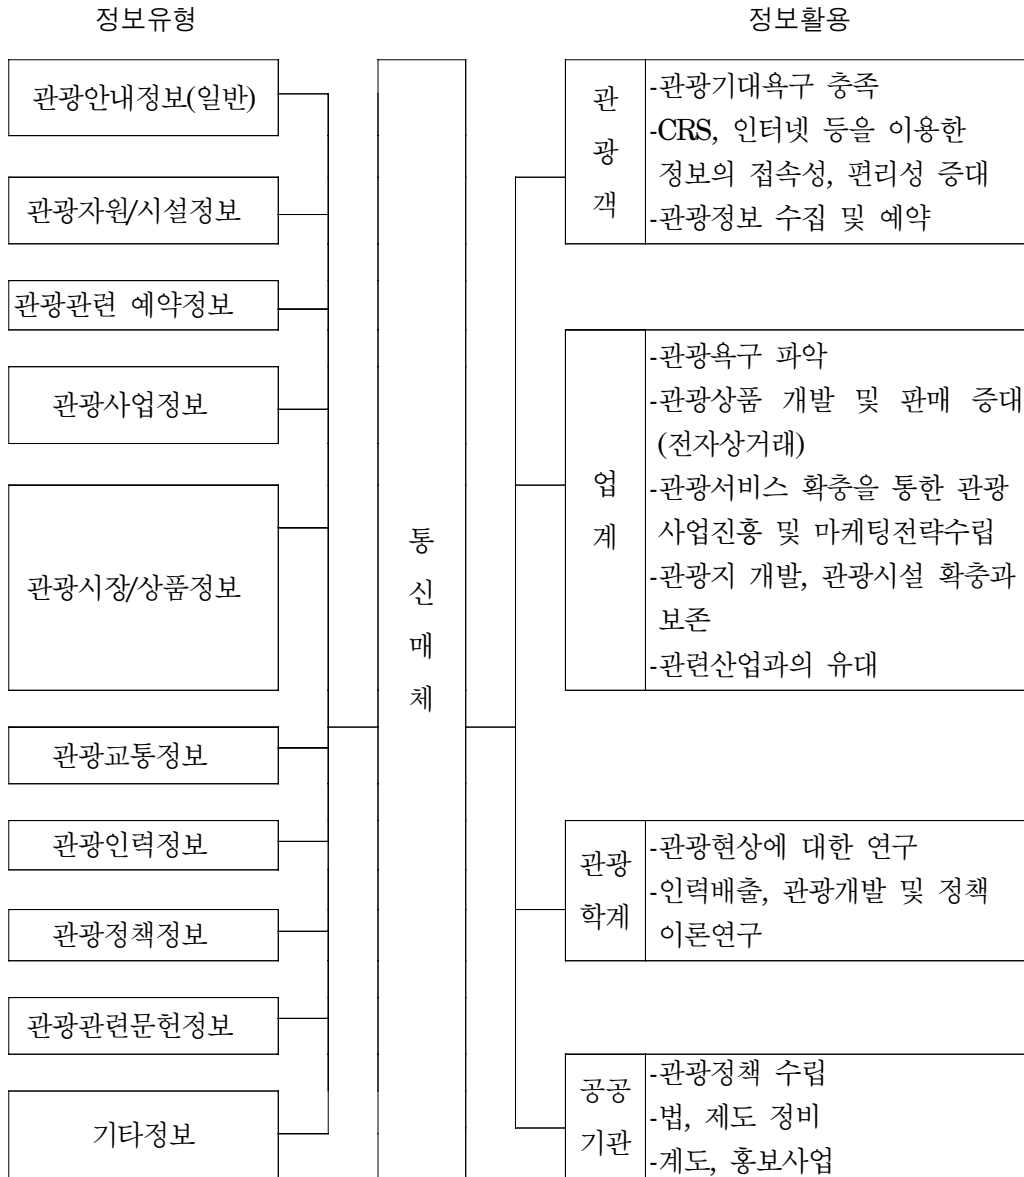 정보유형
정보활용
관광안내정보(일반)
관광자원/시설정보
관광관련 예약정보
관광사업정보
관광시장/상품정보
관광교통정보
관광인력정보
관광정책정보
관광관련문헌정보
기타정보
통
신
매
체
관
광
객
-관광기대욕구 충족
-CRS, 인터넷 등을 이용한
정보의 접속성, 편리성 증대
-관광정보 수집 및 예약
업
계
-관광욕구 파악
-관광상품 개발 및 판매 증대
(전자상거래)
-관광서비스 확충을 통한 관광
사업진흥 및 마케팅전략수립
-관광지 개발, 관광시설 확충과
보존
-관련산업과의 유대
관광
학계
-관광현상에 대한 연구
-인력배출, 관광개발 및 정책
이론연구
공공
기관
-관광정책 수립
-법, 제도 정비
-계도, 홍보사업